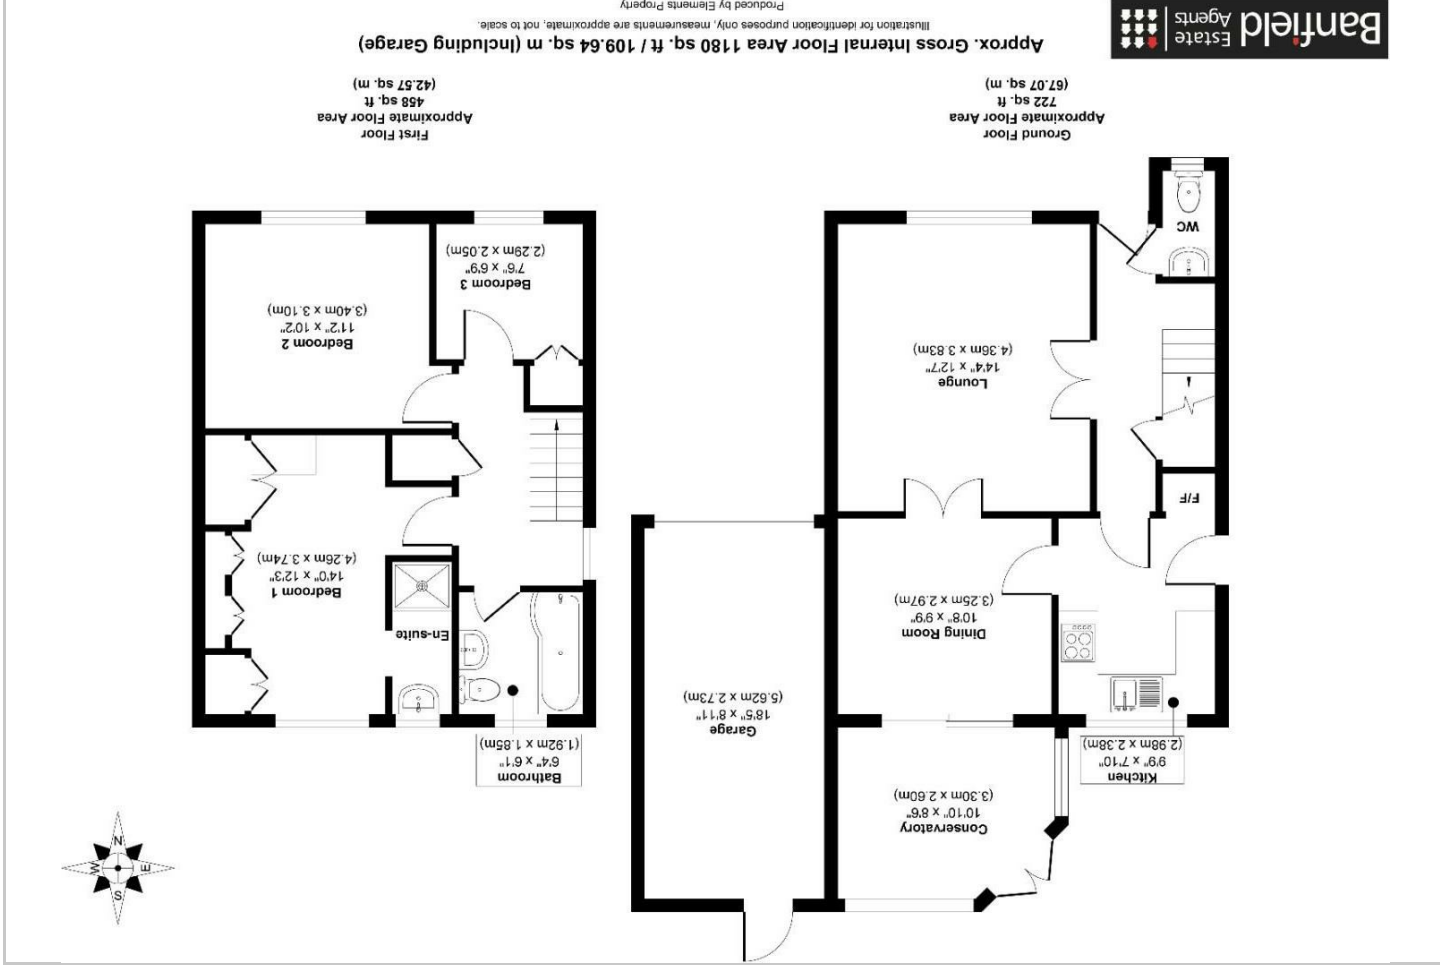 Kitchen
9'9" x 7'10"
(2.98m x 2.38m)
Conservatory
10'10" x 8'6"
(3.30m x 2.60m)
Garage
18'5" x 8'11"
(5.62m x 2.73m)
Dining Room
10'8" x 9'9"
(3.25m x 2.97m)
F/F
Lounge
14'4" x 12'7"
(4.36m x 3.83m)
WC
Ground Floor
Approximate Floor Area
722 sq. ft
(67.07 sq. m)
Bathroom
6'4" x 6'1"
(1.92m x 1.85m)
En-suite
Bedroom 1
14'0" x 12'3"
(4.26m x 3.74m)
Bedroom 2
11'2" x 10'2"
(3.40m x 3.10m)
Bedroom 3
7'6" x 6'9"
(2.29m x 2.05m)
First Floor
Approximate Floor Area
458 sq. ft
(42.57 sq. m)
N
E
S
W
Banfield
Estate
Agents
Approx. Gross Internal Floor Area 1180 sq. ft / 109.64 sq. m (Including Garage)
Illustration for identification purposes only, measurements are approximate, not to scale.
Produced by Elements Property